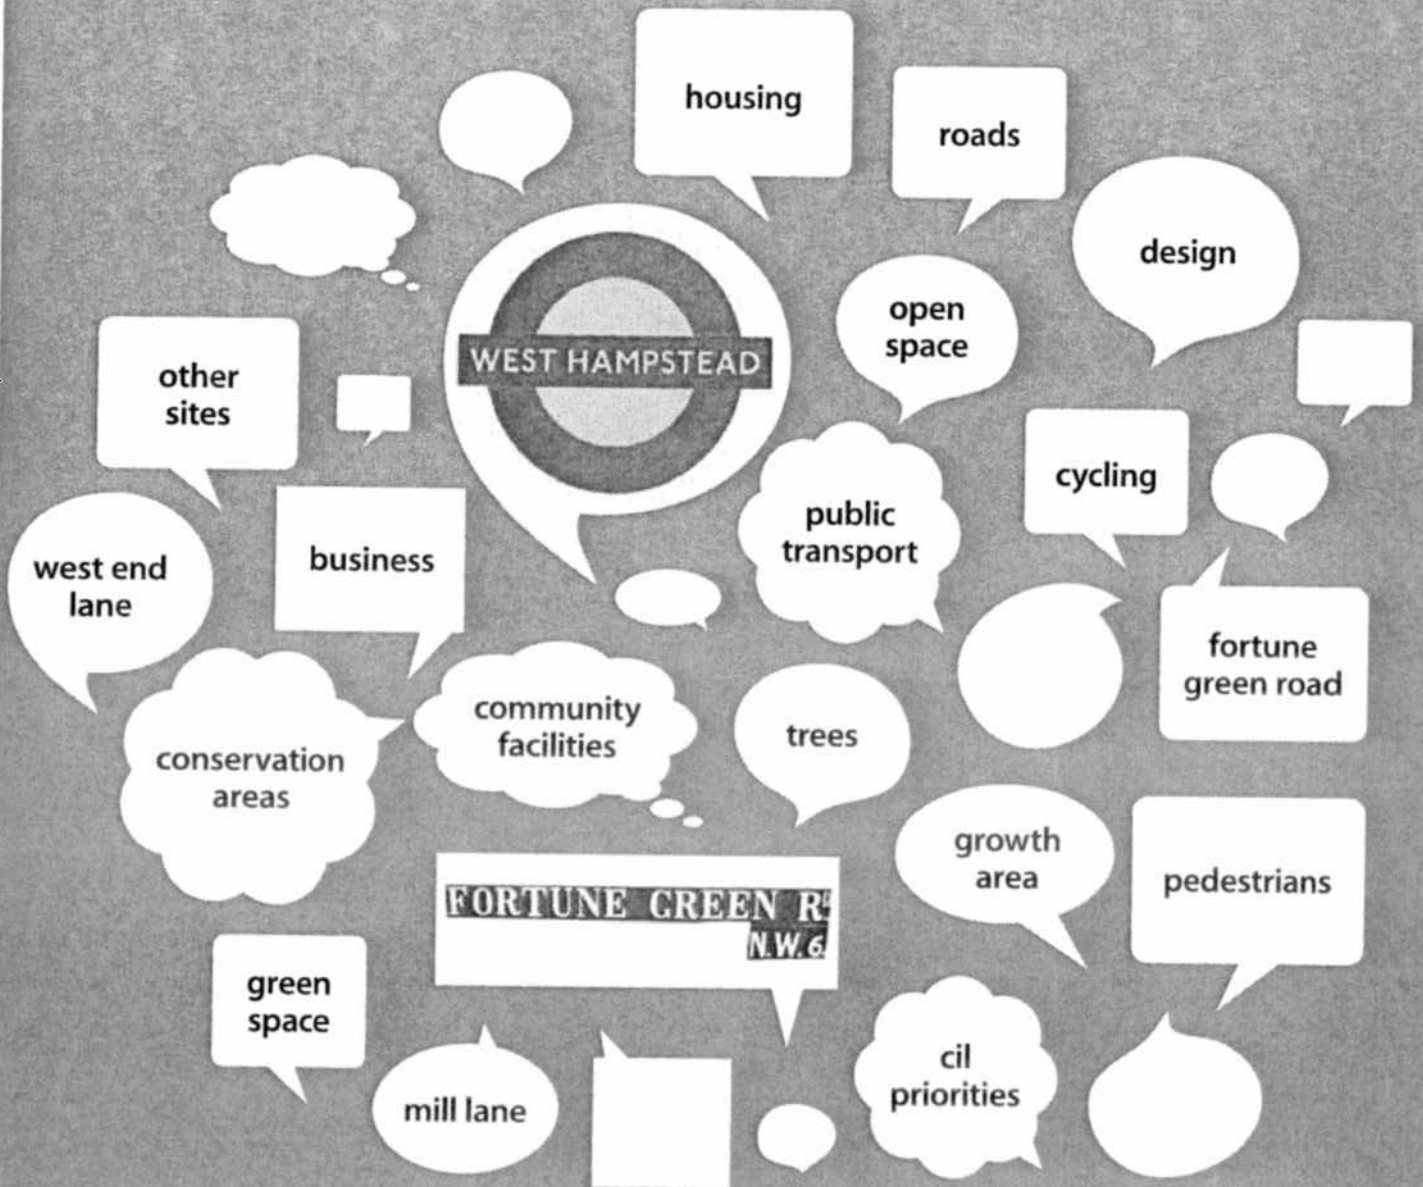 housing
roads
design
open
space
WEST HAMPSTEAD
other
sites
cycling
public
transport
business
west end
lane
fortune
green road
community
facilities
trees
conservation
areas
growth
area
pedestrians
FORTUNE GREEN Rd
N.W.6.
green
space
cil
priorities
mill lane